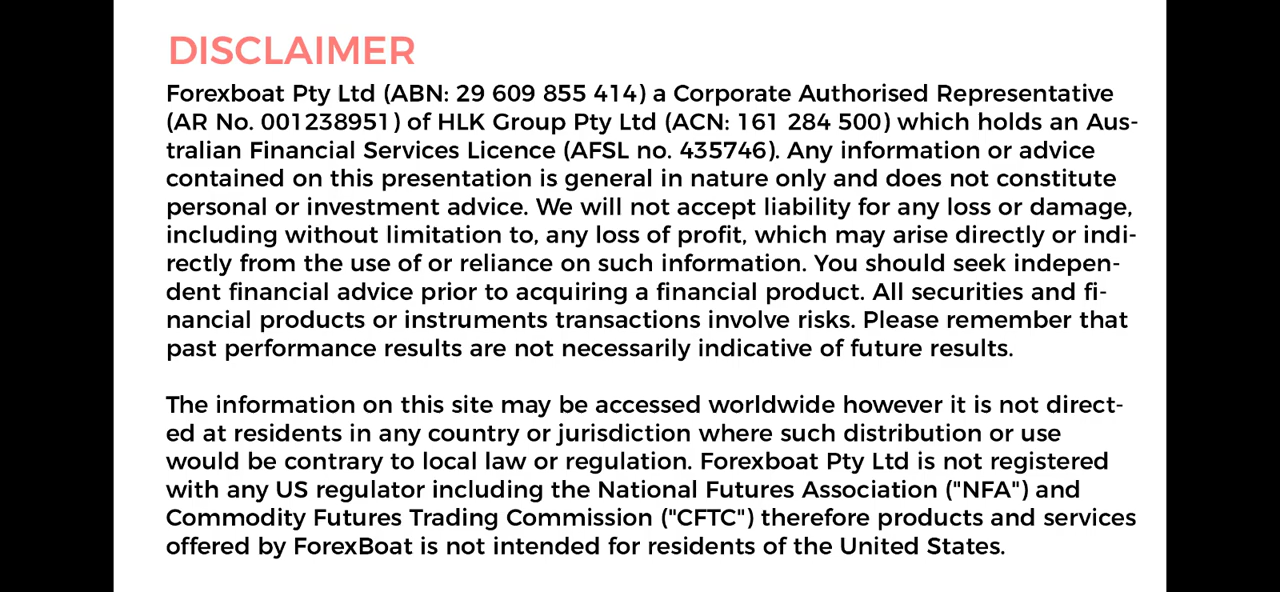 DISCLAIMER
Forexboat Pty Ltd (ABN: 29 609 855 414) a Corporate Authorised Representative
(AR No. 001238951) of HLK Group Pty Ltd (ACN: 161 284 500) which holds an Aus-
tralian Financial Services Licence (AFSL no. 435746). Any information or advice
contained on this presentation is general in nature only and does not constitute
personal or investment advice. We will not accept liability for any loss or damage,
including without limitation to, any loss of profit, which may arise directly or indi-
rectly from the use of or reliance on such information. You should seek indepen-
dent financial advice prior to acquiring a financial product. All securities and fi-
nancial products or instruments transactions involve risks. Please remember that
past performance results are not necessarily indicative of future results.
The information on this site may be accessed worldwide however it is not direct-
ed at residents in any country or jurisdiction where such distribution or use
would be contrary to local law or regulation. Forexboat Pty Ltd is not registered
with any US regulator including the National Futures Association ("NFA") and
Commodity Futures Trading Commission ("CFTC") therefore products and services
offered by ForexBoat is not intended for residents of the United States.